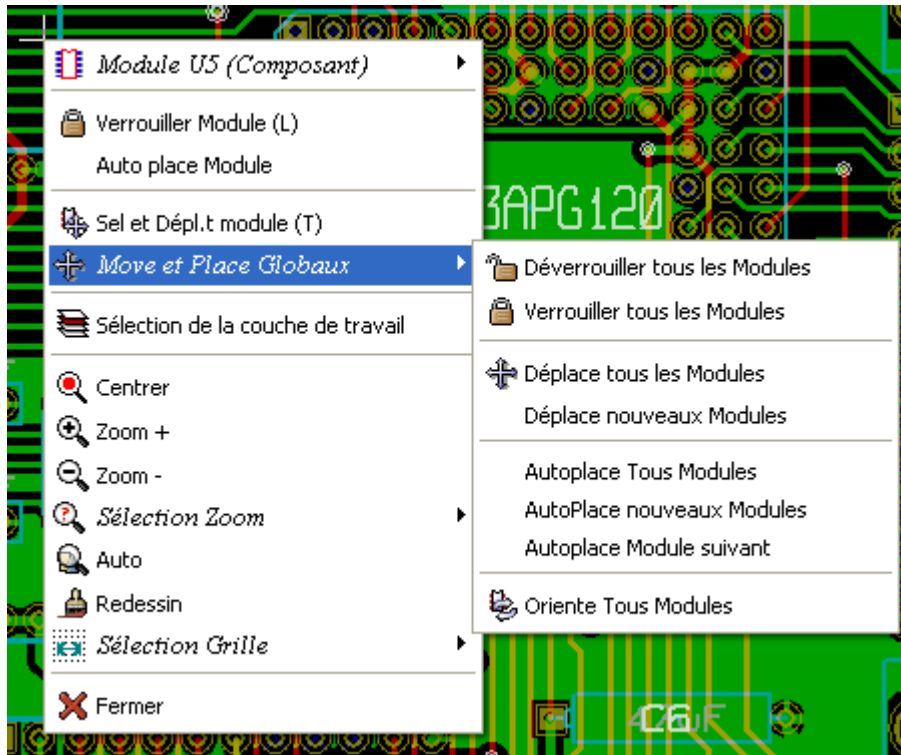 Module U5 (Composant)
Verrouiller Module (L)
Auto place Module
3APG120
Sel et Dépl.t module (T)
Move et Place Globaux
Déverrouiller tous les Modules
Verrouiller tous les Modules
Sélection de la couche de travail
Déplace tous les Modules
Déplace nouveaux Modules
Centrer
Zoom +
Zoom -
Sélection Zoom
Auto
Redessin
Sélection Grille
Fermer
Autoplace Tous Modules
AutoPlace nouveaux Modules
Autoplace Module suivant
Oriente Tous Modules
C6